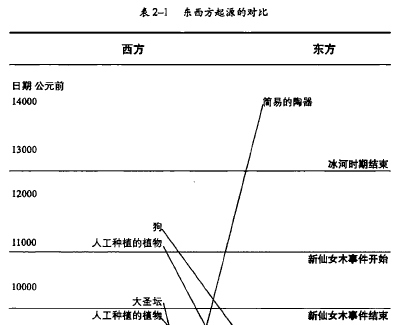 表 2–1 东西方起源的对比
西方 东方
日期 公元前
14000 简易的陶器
13000
冰河时期结束
12000
狗
11000 人工种植的植物
新仙女木事件开始
10000
大圣坛
人工种植的植物 新仙女木事件结束